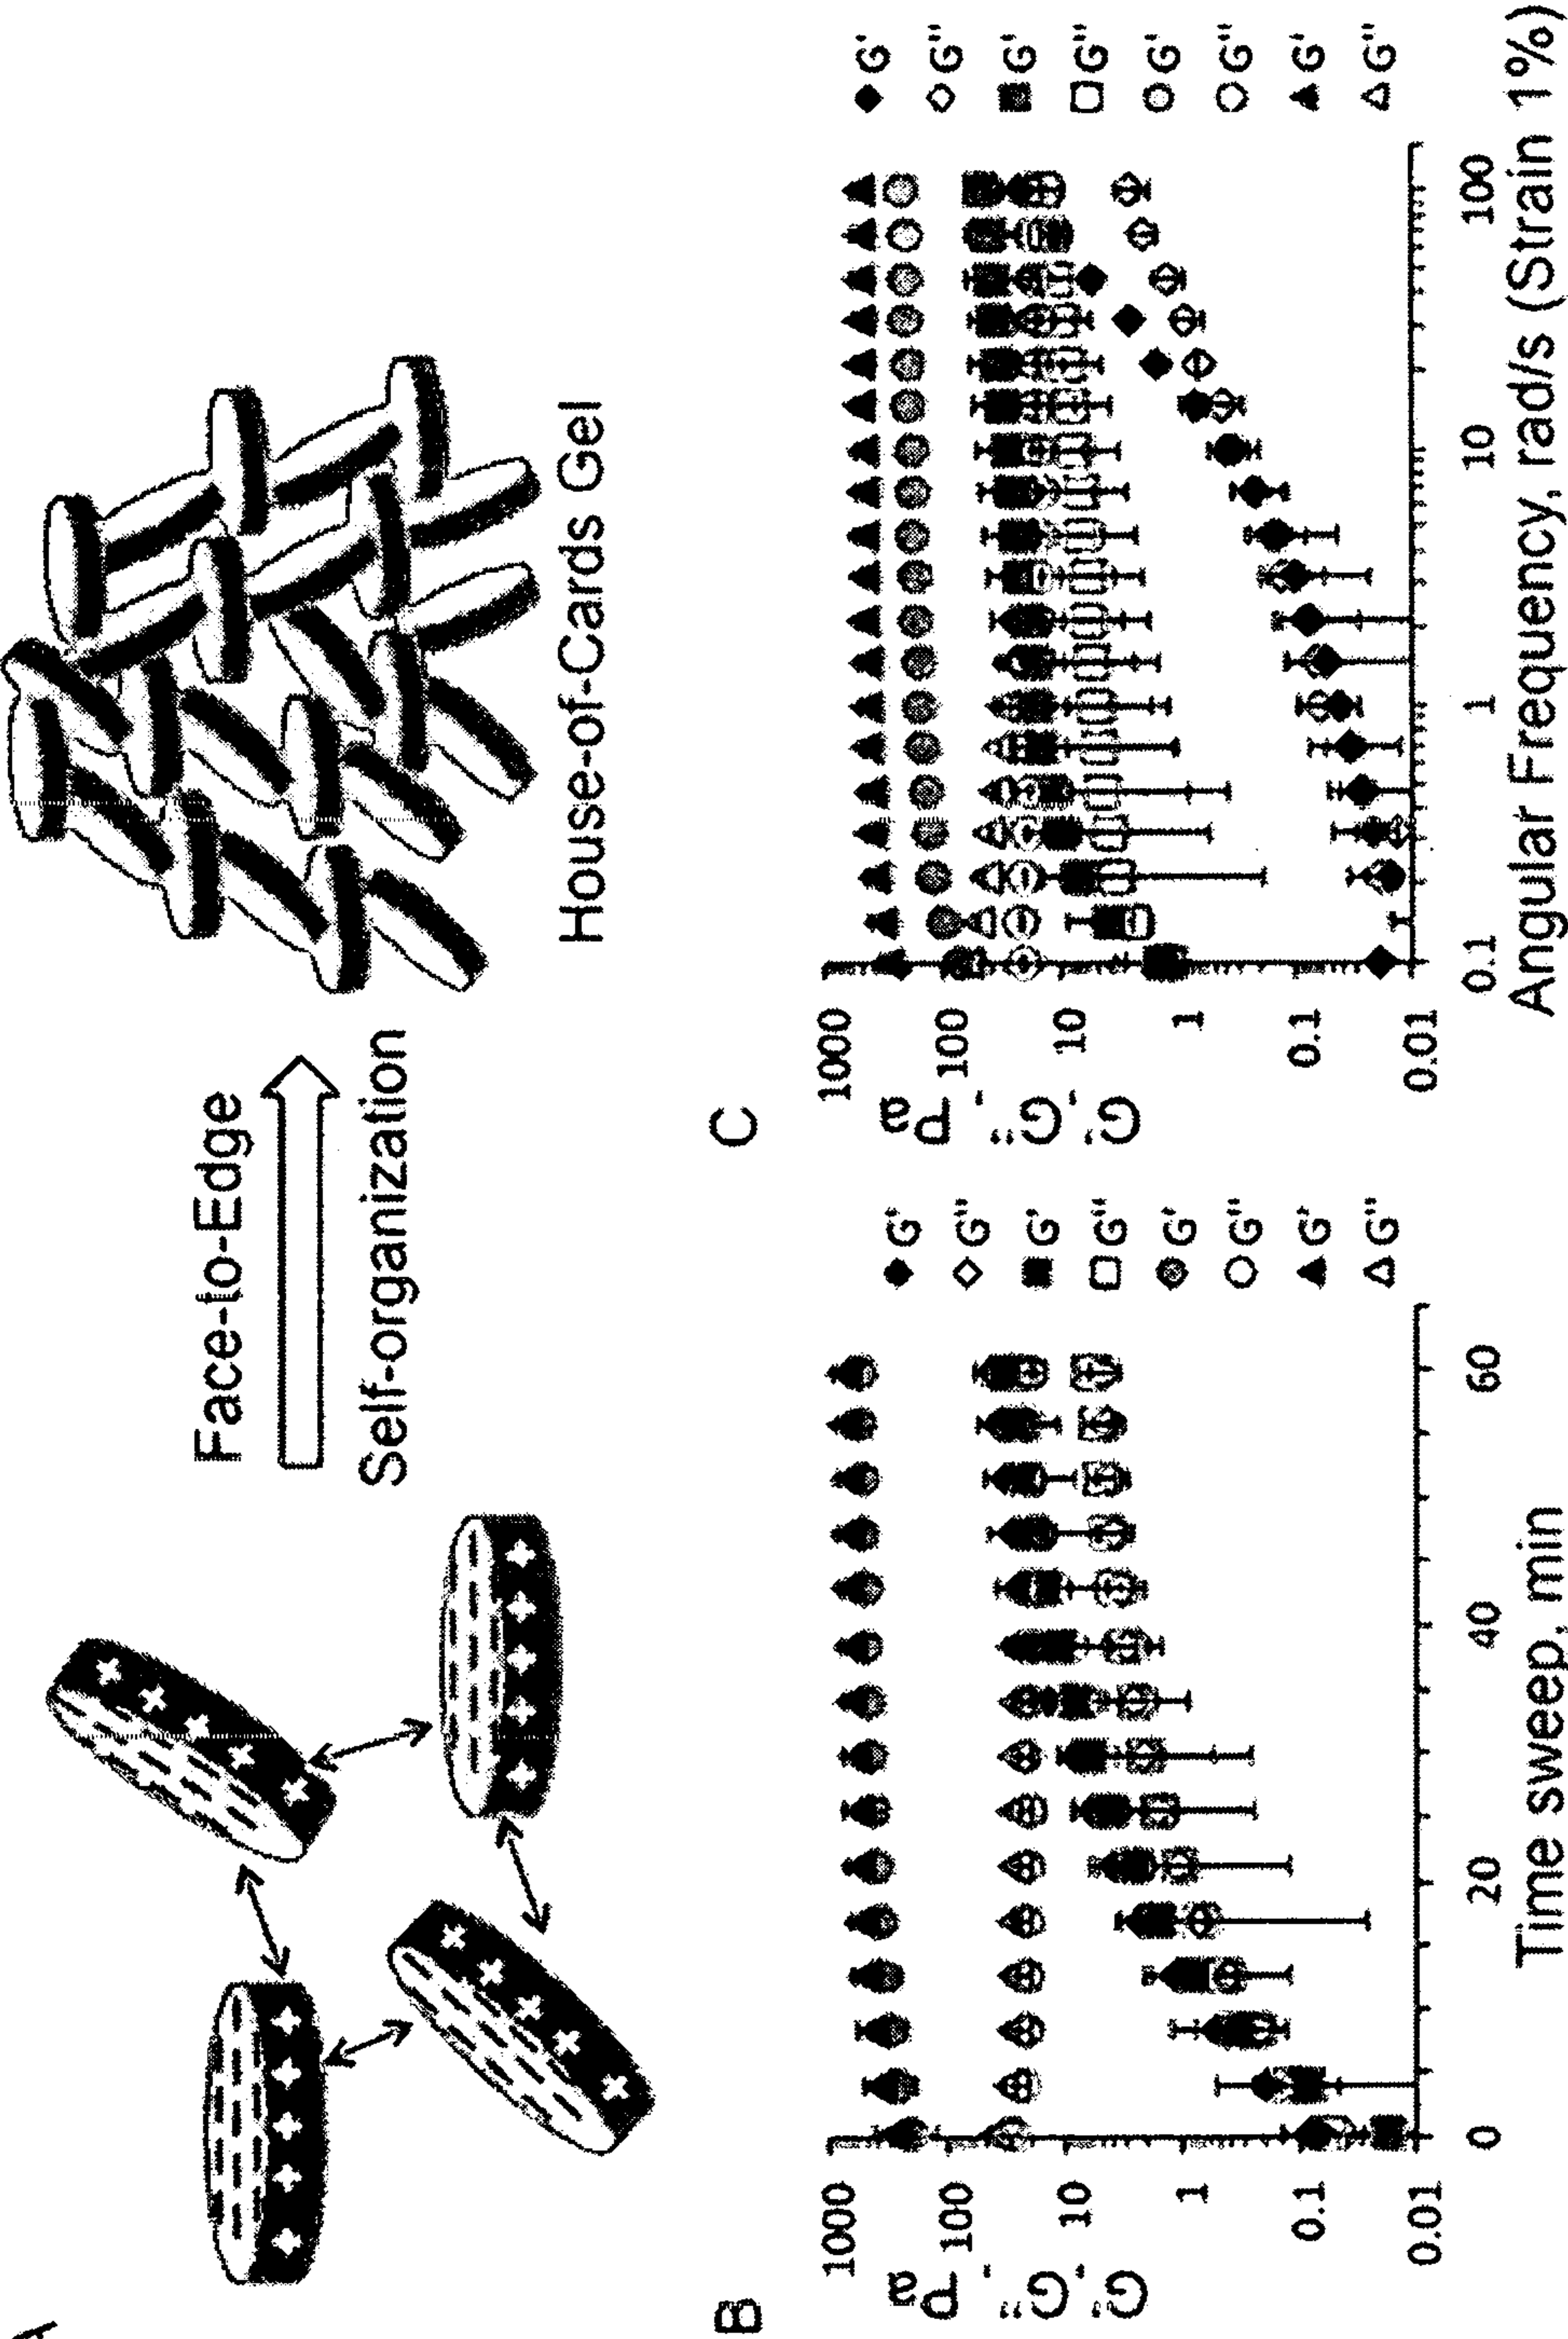 A
Face-to-Edge
Self-organization
House-of-Cards Gel
B
G', G'', Pa
1000
100
10
1
0.1
0.01
0
20
40
60
Time sweep, min
G'
G''
G'
G''
G'
G''
G'
G''
C
G', G'', Pa
1000
100
10
1
0.1
0.01
0.1
1
10
100
Angular Frequency, rad/s (Strain 1%)
G'
G''
G'
G''
G'
G''
G'
G''